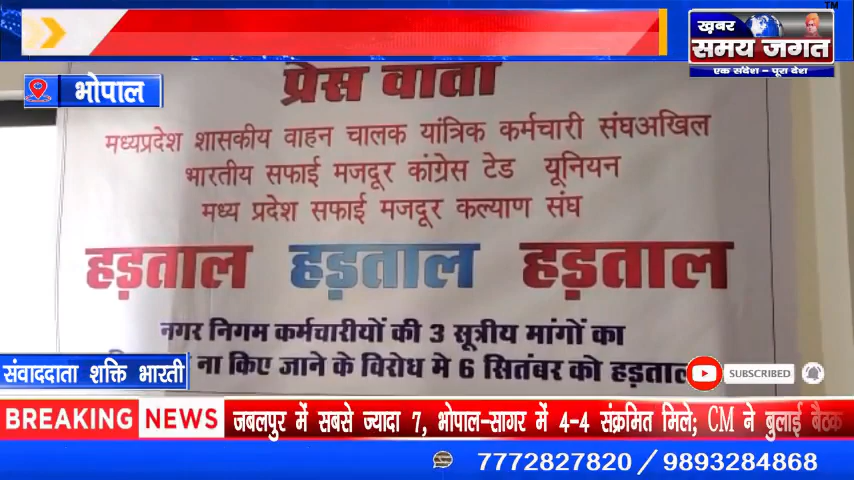 TM
ख़बर
समय जगत
एक संदेश - पूरा देश
भोपाल
प्रेस वार्ता
मध्यप्रदेश शासकीय वाहन चालक यांत्रिक कर्मचारी संघअखिल
भारतीय सफाई मजदूर कांग्रेस टेड यूनियन
मध्य प्रदेश सफाई मजदूर कल्याण संघ
हड़ताल हड़ताल हड़ताल
नगर निगम कर्मचारीयों की 3 सूत्रीय मांगों का
ना किए जाने के विरोध मे 6 सितंबर को हड़ताल
संवाददाता शक्ति भारती
SUBSCRIBED
BREAKING NEWS जबलपुर में सबसे ज्यादा 7, भोपाल-सागर में 4-4 संक्रमित मिले; CM ने बुलाई बैठक
7772827820 / 9893284868